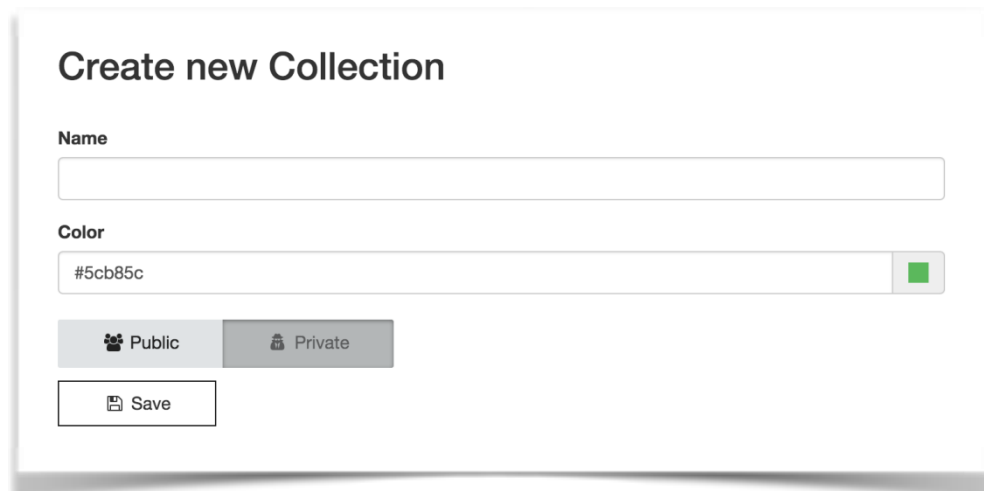 Create new Collection
Name
Color
#5cb85c
Public Private
Save